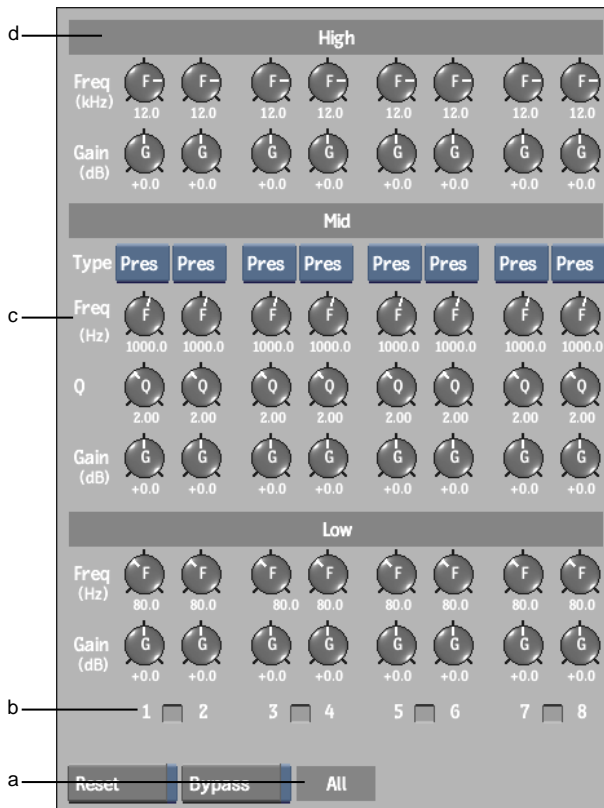 d
High
Freq F F F F F F F F
(kHz)
12.0 12.0 12.0 12.0 12.0 12.0 12.0 12.0
Gain G G G G G G G G
(dB)
+0.0 +0.0 +0.0 +0.0 +0.0 +0.0 +0.0 +0.0
Mid
Type Pres Pres Pres Pres Pres Pres Pres Pres
c
Freq F F F F F F F F
(Hz)
1000.0 1000.0 1000.0 1000.0 1000.0 1000.0 1000.0 1000.0
Q Q Q Q Q Q Q Q Q
2.00 2.00 2.00 2.00 2.00 2.00 2.00 2.00
Gain G G G G G G G G
(dB)
+0.0 +0.0 +0.0 +0.0 +0.0 +0.0 +0.0 +0.0
Low
Freq F F F F F F F F
(Hz)
80.0 80.0 80.0 80.0 80.0 80.0 80.0 80.0
Gain G G G G G G G G
(dB)
+0.0 +0.0 +0.0 +0.0 +0.0 +0.0 +0.0 +0.0
b 1 2 3 4 5 6 7 8
a Reset Bypass All